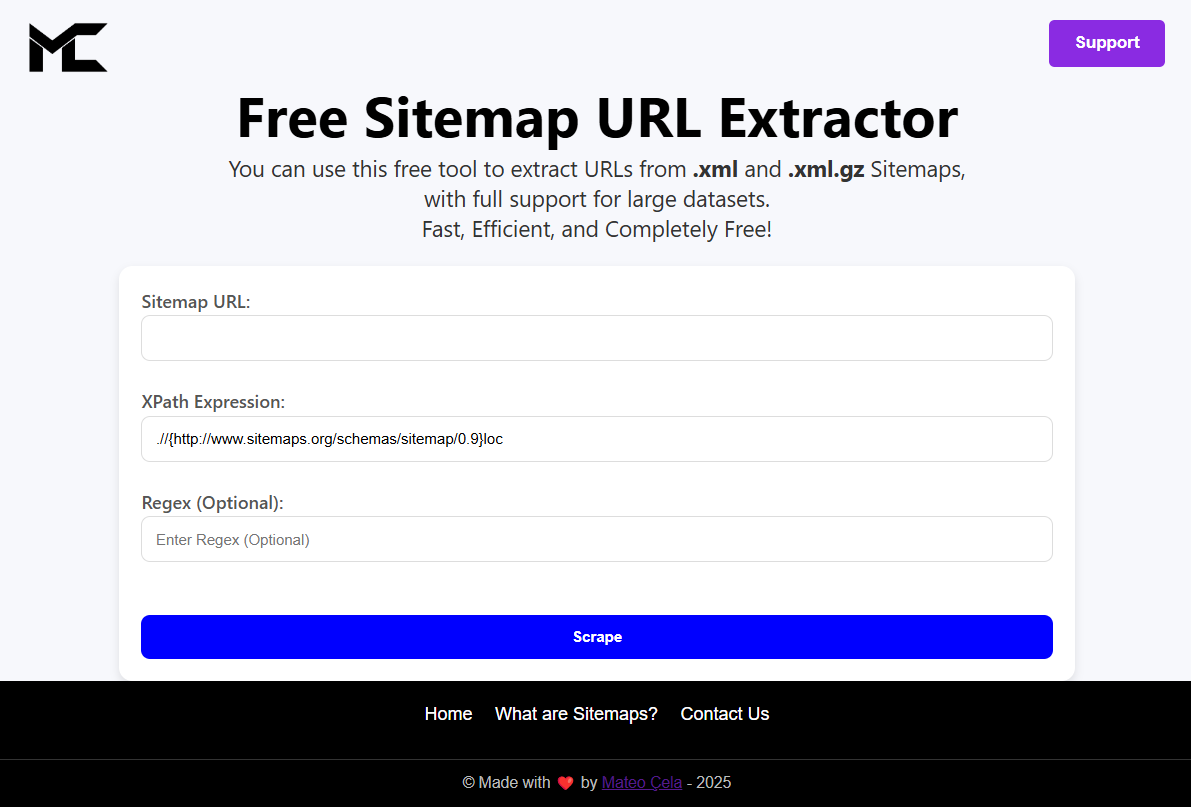 MC
Support
Free Sitemap URL Extractor
You can use this free tool to extract URLs from .xml and .xml.gz Sitemaps,
with full support for large datasets.
Fast, Efficient, and Completely Free!
Sitemap URL:
XPath Expression:
.//{http://www.sitemaps.org/schemas/sitemap/0.9}loc
Regex (Optional):
Enter Regex (Optional)
Scrape
Home What are Sitemaps? Contact Us
© Made with ❤️ by Mateo Çela - 2025